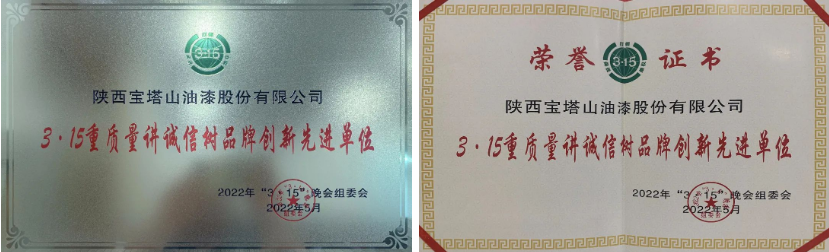 3·15
陕西宝塔山油漆股份有限公司
3·15重质量讲诚信树品牌创新先进单位
2022年“3·15”晚会组委会
2022年5月
荣誉证书
3·15
陕西宝塔山油漆股份有限公司
3·15重质量讲诚信树品牌创新先进单位
2022年“3·15”晚会组委会
2022年5月